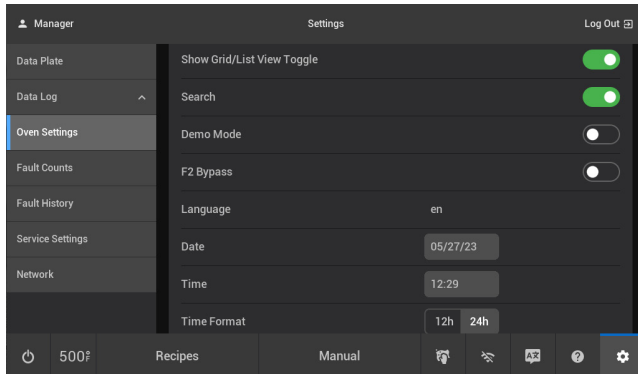 Manager
Settings
Log Out
Data Plate
Data Log
Oven Settings
Fault Counts
Fault History
Service Settings
Network
Show Grid/List View Toggle
Search
Demo Mode
F2 Bypass
Language en
Date 05/27/23
Time 12:29
Time Format 12h 24h
500°F
Recipes
Manual